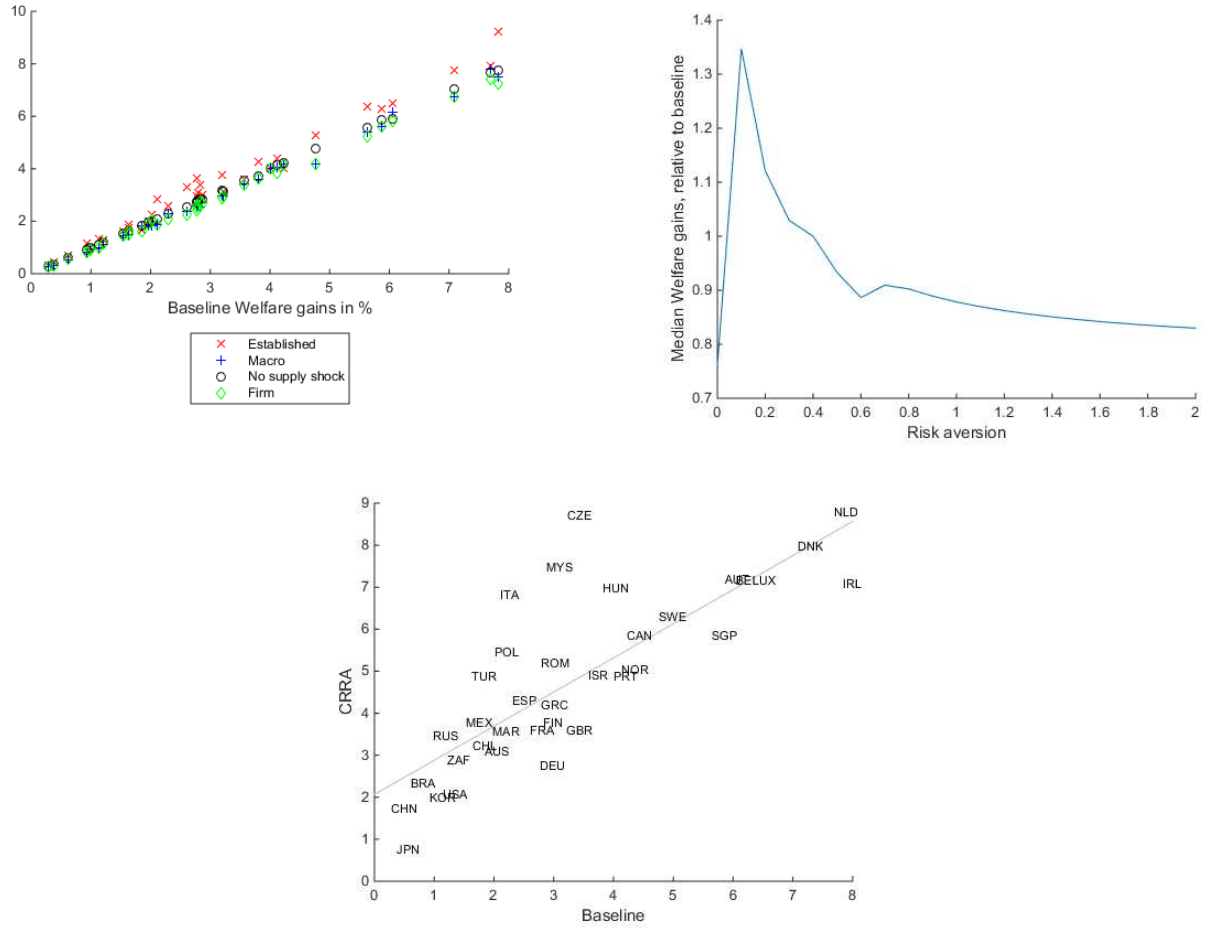 10
8
6
4
2
0
0 1 2 3 4 5 6 7 8
Baseline Welfare gains in %
Established
Macro
No supply shock
Firm
Median Welfare gains, relative to baseline
1.4
1.3
1.2
1.1
1
0.9
0.8
0.7
0 0.2 0.4 0.6 0.8 1 1.2 1.4 1.6 1.8 2
Risk aversion
CRRA
9
8
7
6
5
4
3
2
1
0
NLD
CZE
DNK
MYS
AUT BELUX
IRL
HUN
ITA
SWE
CAN
SGP
POL
ROM
NOR
TUR
ISR
PRT
ESP
GRC
MEX
FIN
MAR
FRA
GBR
RUS
CHL
AUS
ZAF
DEU
BRA
USA
KOR
CHN
JPN
0 1 2 3 4 5 6 7 8
Baseline